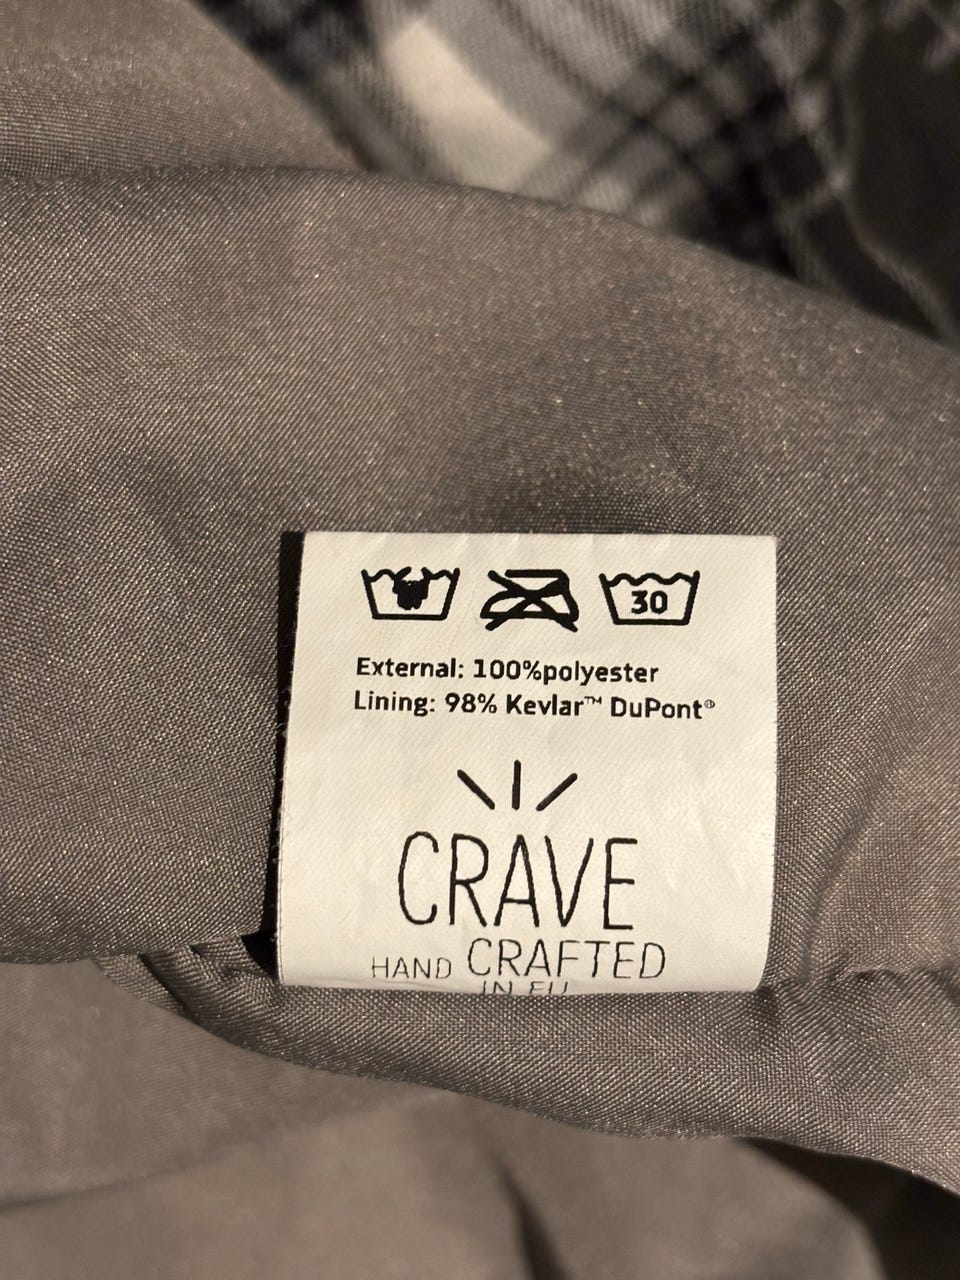 30
External: 100%polyester
Lining: 98% Kevlar™ DuPont®
CRAVE
HAND CRAFTED
IN EU